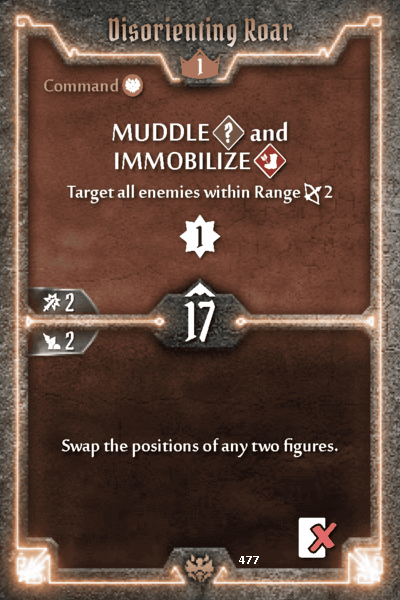 Disorienting Roar
1
Command
MUDDLE and
IMMOBILIZE
Target all enemies within Range 2
1
2
17
2
Swap the positions of any two figures.
477